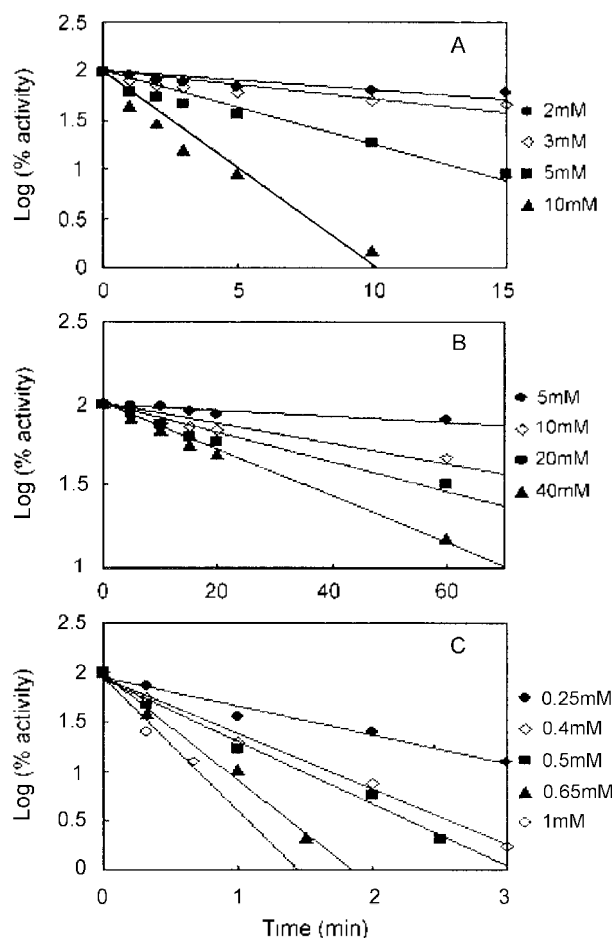 A
2.5
2
1.5
1
0.5
0
Log (% activity)
0 5 10 15
2mM
3mM
5mM
10mM
B
2.5
2
1.5
1
Log (% activity)
0 20 40 60
5mM
10mM
20mM
40mM
C
2.5
2
1.5
1
0.5
0
Log (% activity)
0 1 2 3
Time (min)
0.25mM
0.4mM
0.5mM
0.65mM
1mM